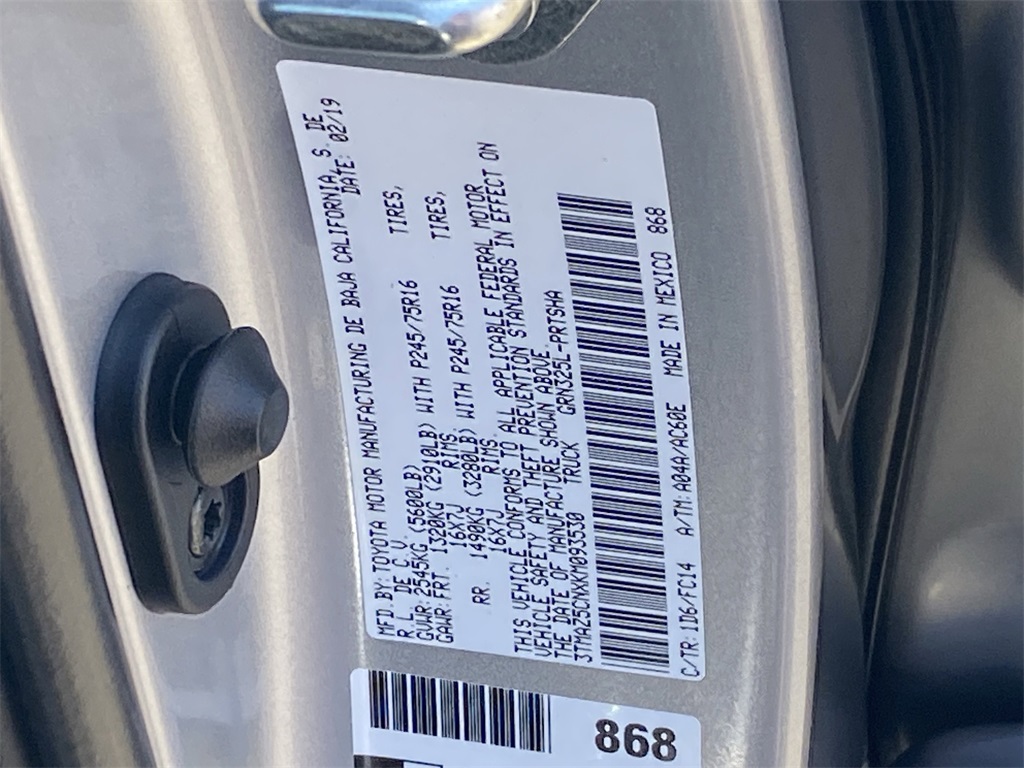 MFD.BY:TOYOTA MOTOR MANUFACTURING DE BAJA CALIFORNIA,S. DE
R.L. DE C.V. DATE: 02/19
GVWR:2545KG (5600LB)
GAWR:FRT. 1320KG (2910LB) WITH P245/75R16 TIRES,
16X7J RIMS.
RR. 1490KG (3280LB) WITH P245/75R16 TIRES,
16X7J RIMS.
THIS VEHICLE CONFORMS TO ALL APPLICABLE FEDERAL MOTOR
VEHICLE SAFETY AND THEFT PREVENTION STANDARDS IN EFFECT ON
THE DATE OF MANUFACTURE SHOWN ABOVE.
3TMAZ5CNXKM093530 TRUCK GRN325L-PRTSHA
C/TR:1D6/FC14 A/TM:A04A/AC60E MADE IN MEXICO 868
868